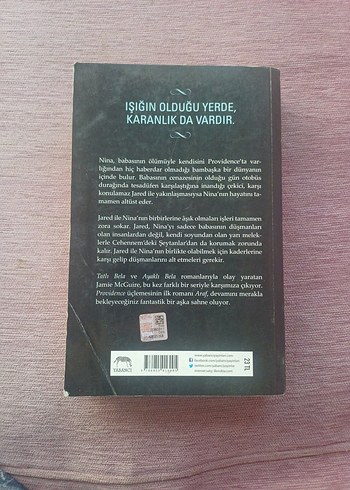 IŞIĞIN OLDUĞU YERDE,
KARANLIK DA VARDIR.
Nina, babasının ölümüyle kendisini Providence'ta var-
lığından hiç haberdar olmadığı bambaşka bir dünyanın
içinde bulur. Babasının cenazesinin olduğu gün otobüs
durağında tesadüfen karşılaştığına inandığı çekici, karşı
konulamaz Jared ile yakınlaşmaysa Nina'nın hayatını ta-
mamen altüst eder.
Jared ile Nina'nın birbirlerine âşık olmaları işleri tamamen
zora sokar. Jared, Nina'yı sadece babasının düşmanları
olan insanlardan değil, kendi soyundan olan yarı melek-
lerle Cehennem'deki Şeytanlar'dan da korumak zorunda
kalır. Jared ile Nina'nın birlikte olabilmek için kaderlerine
karşı gelip düşmanlarını alt etmeleri gerekir.
Tatlı Bela ve Ayaklı Bela romanlarıyla olay yaratan
Jamie McGuire, bu kez farklı bir seriyle karşımıza çıkıyor.
Providence üçlemesinin ilk romanı Araf, devamını merakla
bekleyeceğiniz fantastik bir aşka sahne oluyor.
YABANCI
23 TL